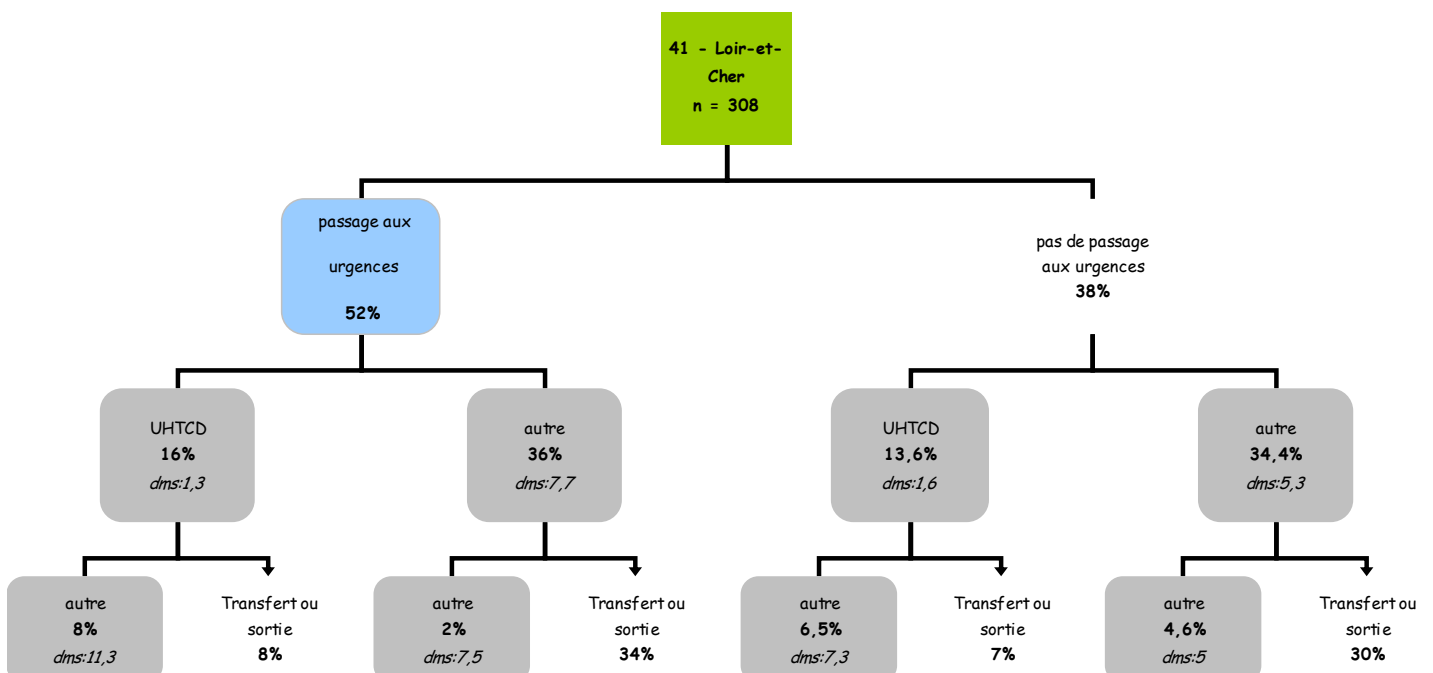 41 - Loir-et-
Cher
n = 308
passage aux
urgences
52%
pas de passage
aux urgences
38%
UHTCD
16%
dms:1,3
autre
36%
dms:7,7
UHTCD
13,6%
dms:1,6
autre
34,4%
dms:5,3
autre
8%
dms:11,3
Transfert ou
sortie
8%
autre
2%
dms:7,5
Transfert ou
sortie
34%
autre
6,5%
dms:7,3
Transfert ou
sortie
7%
autre
4,6%
dms:5
Transfert ou
sortie
30%